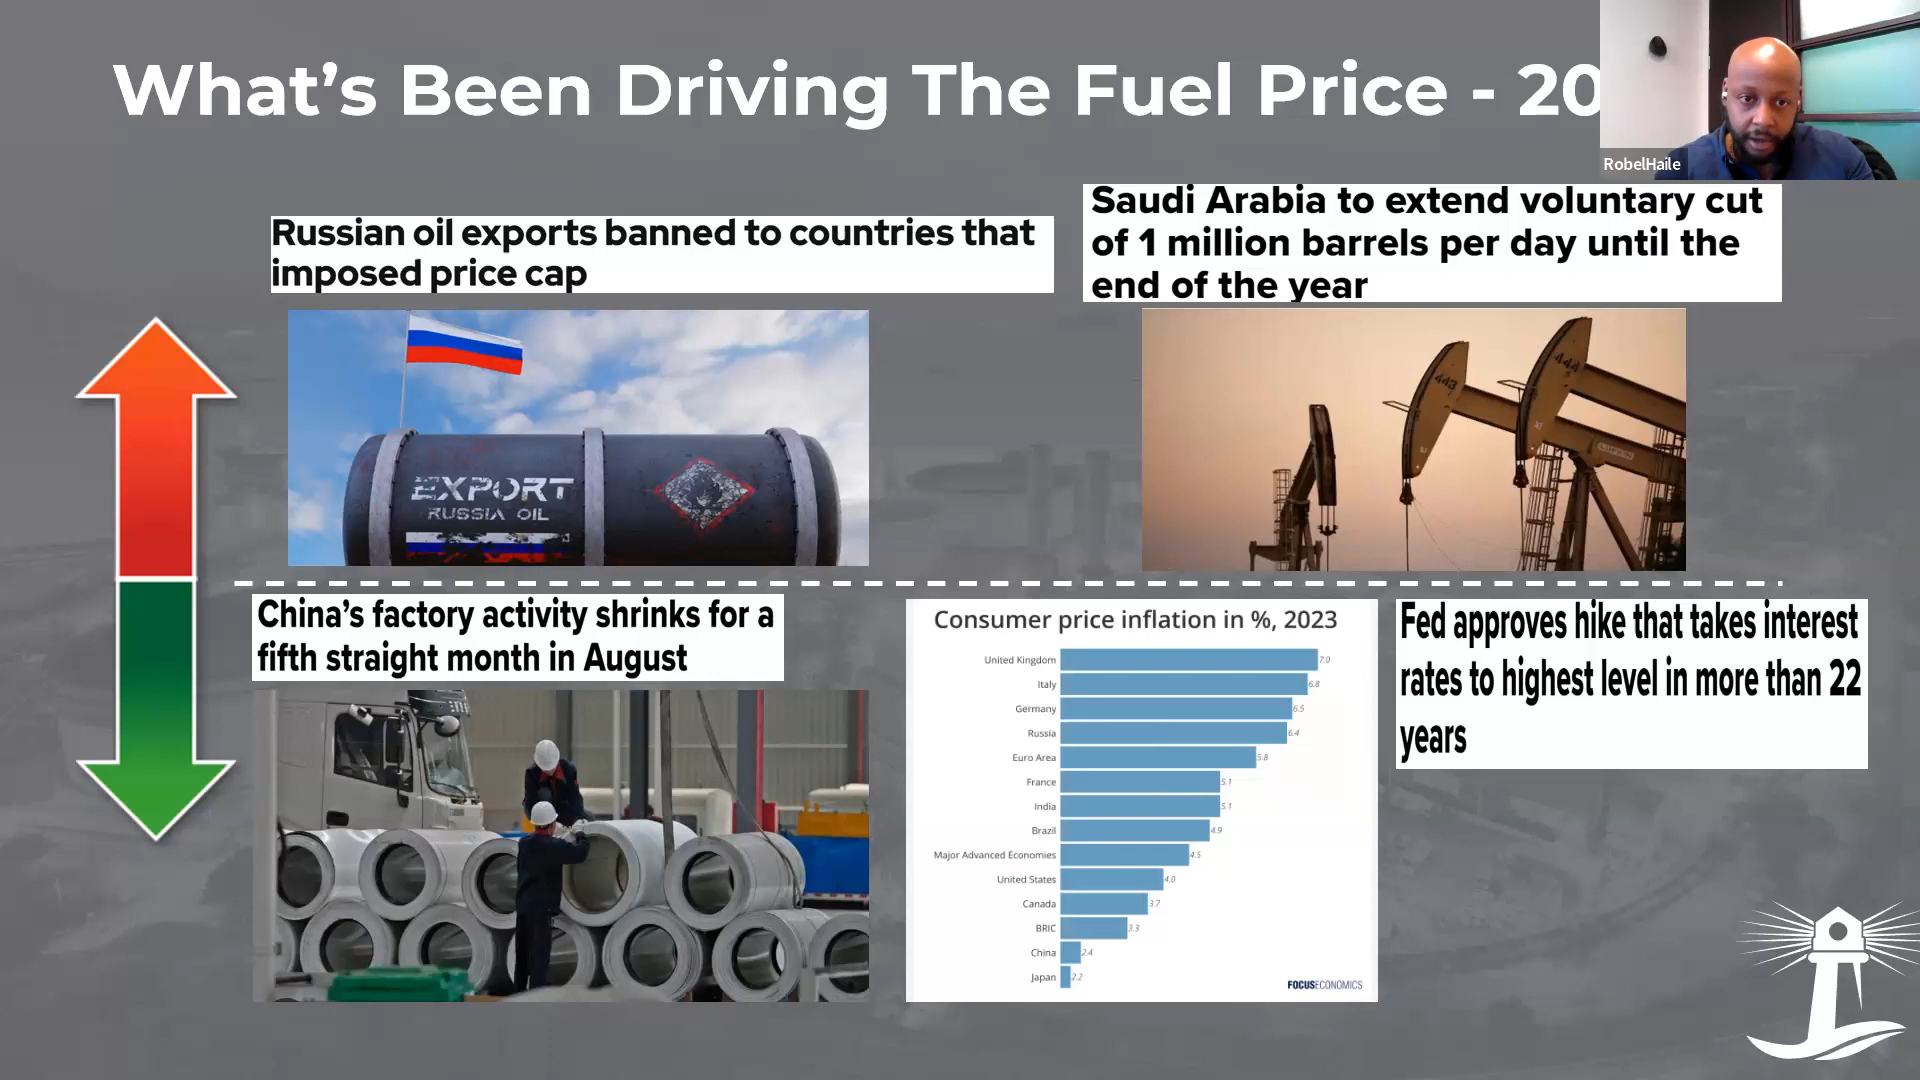 What's Been Driving The Fuel Price - 20
RobelHaile
Russian oil exports banned to countries that
imposed price cap
Saudi Arabia to extend voluntary cut
of 1 million barrels per day until the
end of the year
EXPORT
RUSSIA OIL
443
444
China's factory activity shrinks for a
fifth straight month in August
Consumer price inflation in %, 2023
United Kingdom 7.0
Italy 6.8
Germany 6.5
Russia 6.4
Euro Area 5.8
France 5.1
India 5.1
Brazil 4.9
Major Advanced Economies 4.5
United States 4.0
Canada 3.7
BRIC 3.3
China 2.4
Japan 2.2
FOCUSECONOMICS
Fed approves hike that takes interest
rates to highest level in more than 22
years